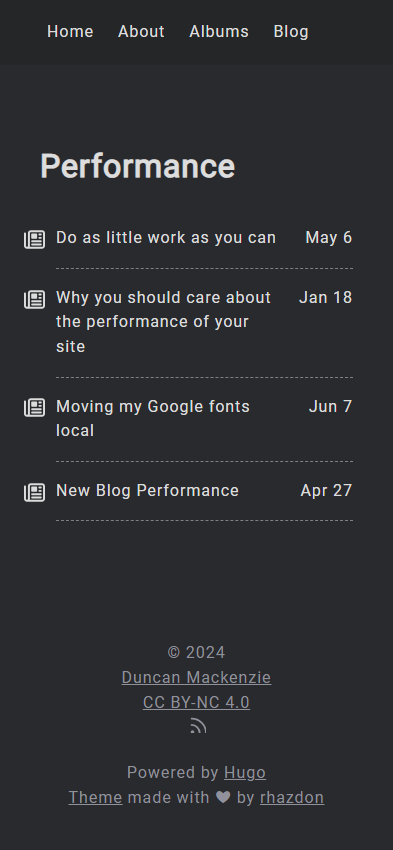 Home About Albums Blog
Performance
Do as little work as you can May 6
Why you should care about Jan 18
the performance of your
site
Moving my Google fonts Jun 7
local
New Blog Performance Apr 27
© 2024
Duncan Mackenzie
CC BY-NC 4.0
Powered by Hugo
Theme made with ♥ by rhazdon